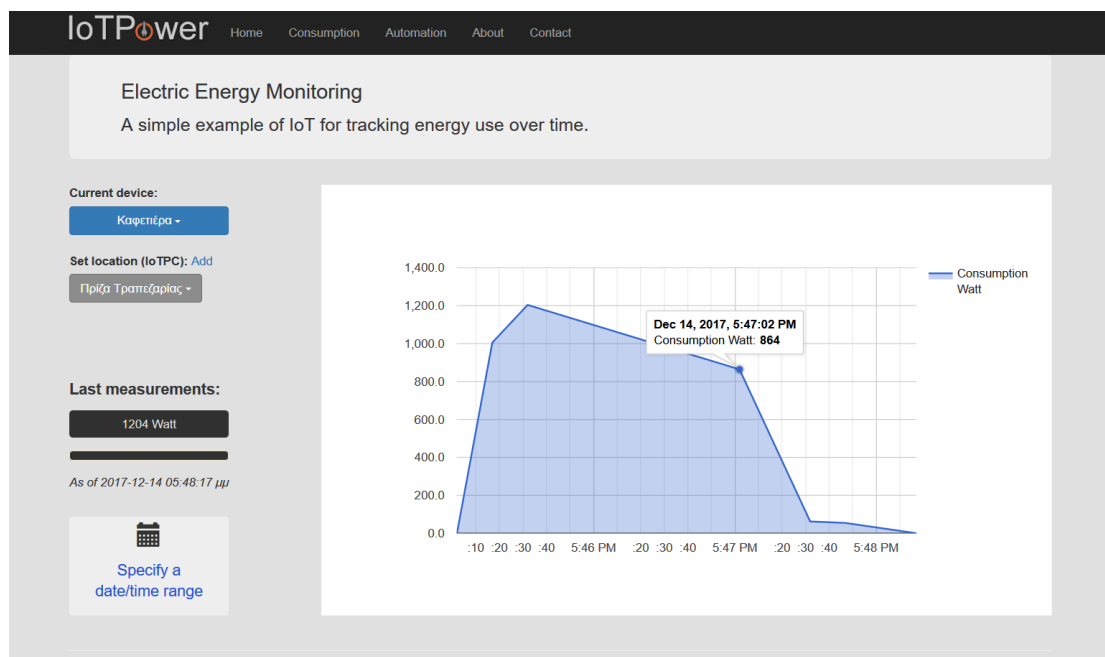 IoTPower Home Consumption Automation About Contact
Electric Energy Monitoring
A simple example of IoT for tracking energy use over time.
Current device:
Καφετιέρα
Set location (IoTPC): Add
Πρίζα Τραπεζαρίας
Last measurements:
1204 Watt
As of 2017-12-14 05:48:17 μμ
Specify a
date/time range
1,400.0
1,200.0
1,000.0
800.0
600.0
400.0
200.0
0.0
Dec 14, 2017, 5:47:02 PM
Consumption Watt: 864
Consumption
Watt
:10 :20 :30 :40 5:46 PM :20 :30 :40 5:47 PM :20 :30 :40 5:48 PM